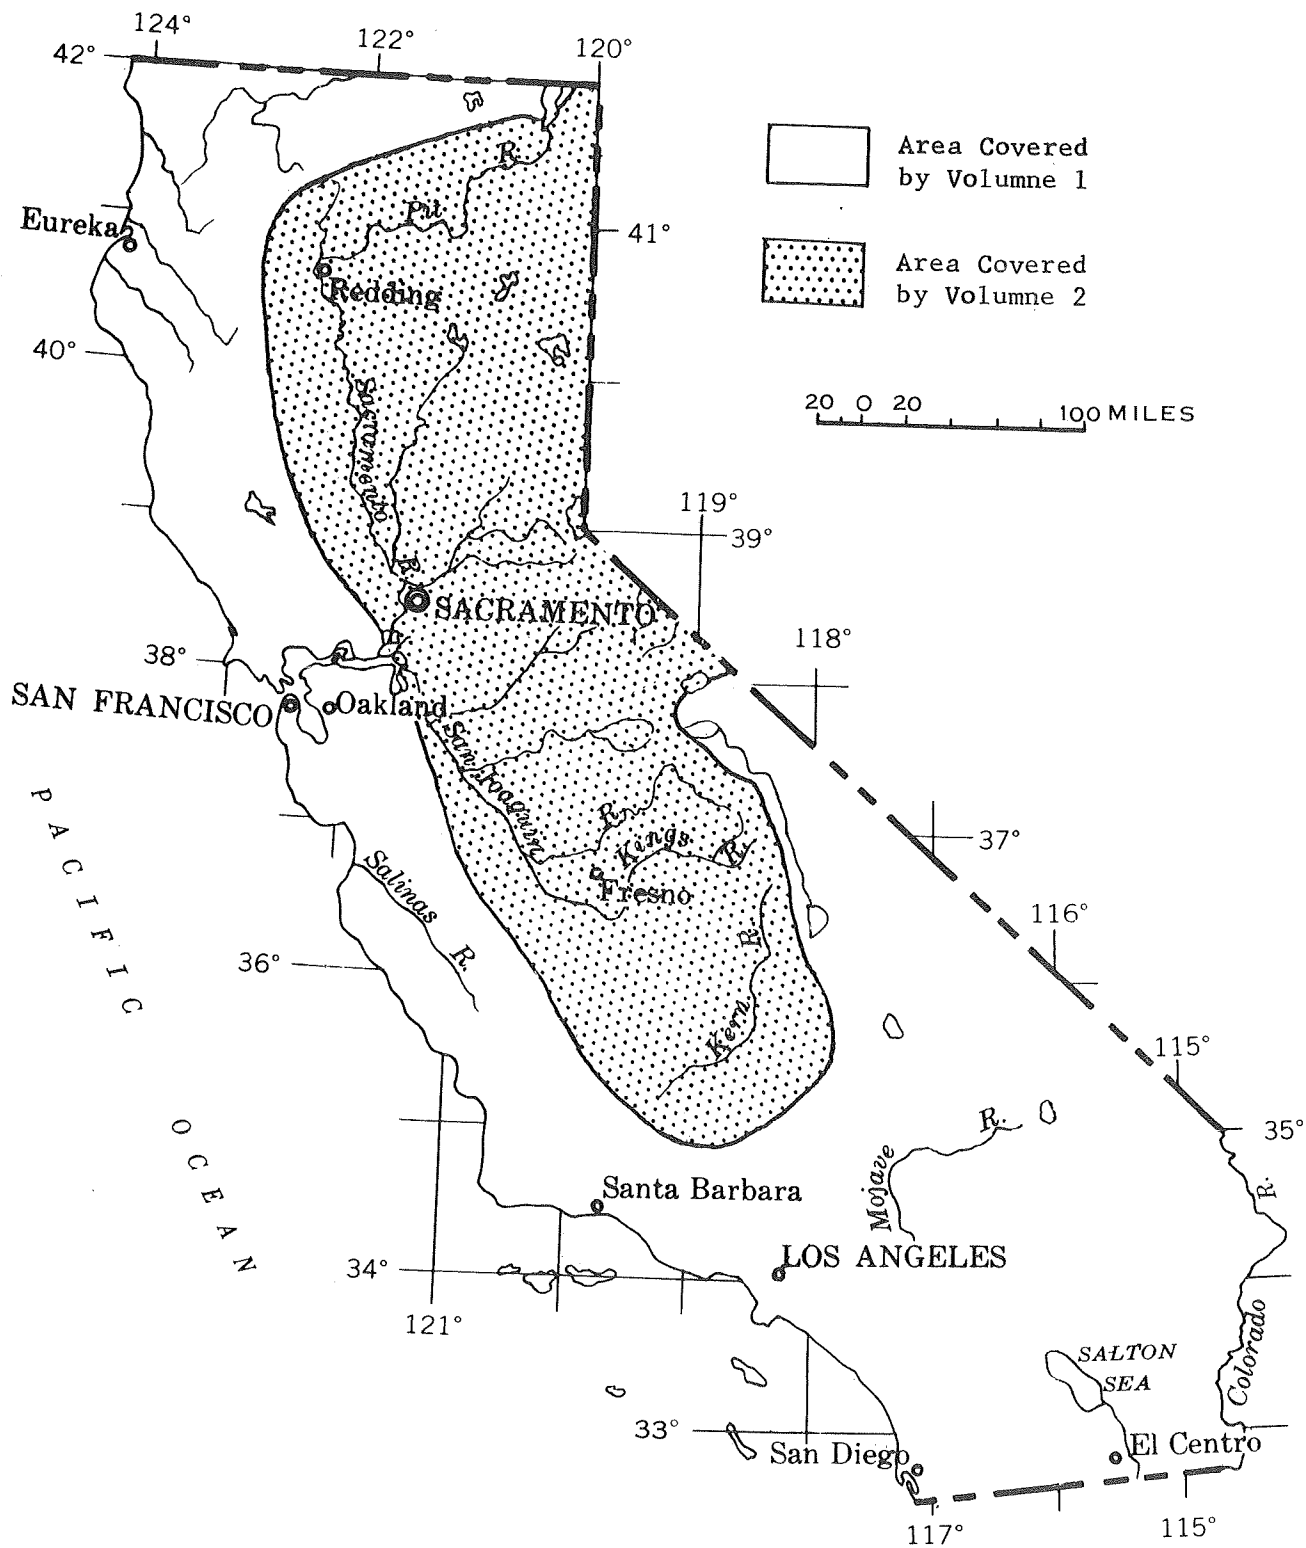 124°
122°
120°
42°
Area Covered
by Volumne 1
R.
Pit
Eureka
41°
Area Covered
by Volumne 2
Redding
40°
20 0 20 100 MILES
Sacramento
R.
119°
39°
SACRAMENTO
118°
38°
SAN FRANCISCO
Oakland
San Joaquin
R.
PACIFIC
OCEAN
37°
Kings
R.
Fresno
Salinas
R.
116°
36°
Kern
R.
115°
35°
Mojave
R.
Santa Barbara
LOS ANGELES
34°
121°
Colorado
R.
SALTON
SEA
33°
San Diego
El Centro
117°
115°